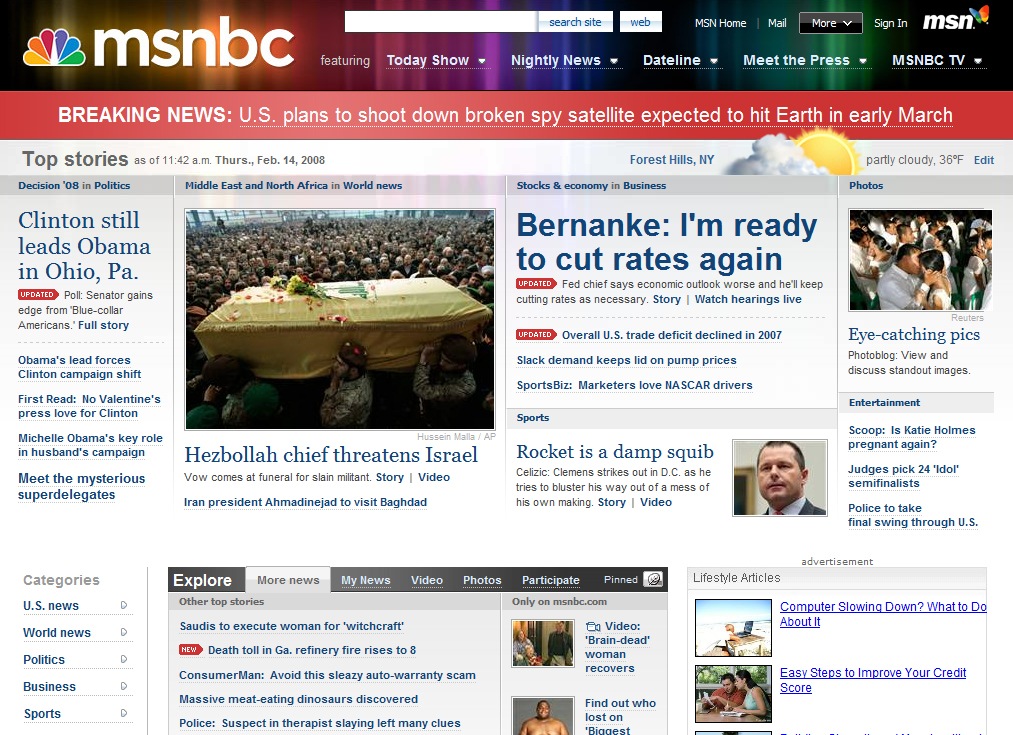 search site web MSN Home | Mail More Sign In msn
msnbc featuring Today Show Nightly News Dateline Meet the Press MSNBC TV
BREAKING NEWS: U.S. plans to shoot down broken spy satellite expected to hit Earth in early March
Top stories as of 11:42 a.m. Thurs., Feb. 14, 2008 Forest Hills, NY partly cloudy, 36ºF Edit
Decision '08 in Politics
Clinton still
leads Obama
in Ohio, Pa.
UPDATED Poll: Senator gains
edge from 'Blue-collar
Americans.' Full story
Obama's lead forces
Clinton campaign shift
First Read: No Valentine's
press love for Clinton
Michelle Obama's key role
in husband's campaign
Meet the mysterious
superdelegates
Middle East and North Africa in World news
Hussein Malla / AP
Hezbollah chief threatens Israel
Vow comes at funeral for slain militant. Story | Video
Iran president Ahmadinejad to visit Baghdad
Stocks & economy in Business
Bernanke: I'm ready
to cut rates again
UPDATED Fed chief says economic outlook worse and he'll keep
cutting rates as necessary. Story | Watch hearings live
UPDATED Overall U.S. trade deficit declined in 2007
Slack demand keeps lid on pump prices
SportsBiz: Marketers love NASCAR drivers
Sports
Rocket is a damp squib
Celizic: Clemens strikes out in D.C. as he
tries to bluster his way out of a mess of
his own making. Story | Video
Photos
Reuters
Eye-catching pics
Photoblog: View and
discuss standout images.
Entertainment
Scoop: Is Katie Holmes
pregnant again?
Judges pick 24 'Idol'
semifinalists
Police to take
final swing through U.S.
Categories
U.S. news
World news
Politics
Business
Sports
Explore More news My News Video Photos Participate Pinned
Other top stories
Saudis to execute woman for 'witchcraft'
NEW Death toll in Ga. refinery fire rises to 8
ConsumerMan: Avoid this sleazy auto-warranty scam
Massive meat-eating dinosaurs discovered
Police: Suspect in therapist slaying left many clues
Only on msnbc.com
Video:
'Brain-dead'
woman
recovers
Find out who
lost on
'Biggest
advertisement
Lifestyle Articles
Computer Slowing Down? What to Do
About It
Easy Steps to Improve Your Credit
Score